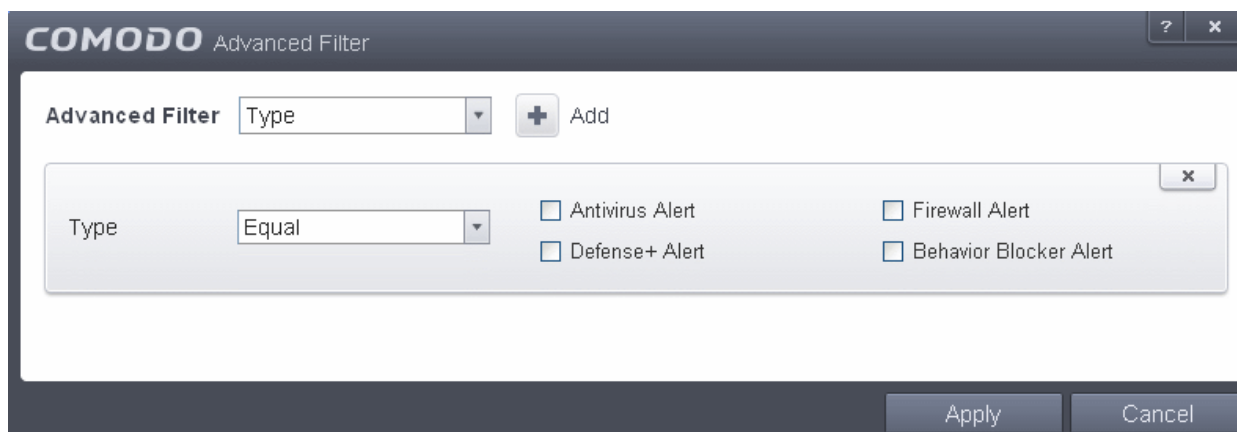 COMODO Advanced Filter ? x
Advanced Filter Type + Add
x
Type Equal Antivirus Alert Firewall Alert
Defense+ Alert Behavior Blocker Alert
Apply Cancel